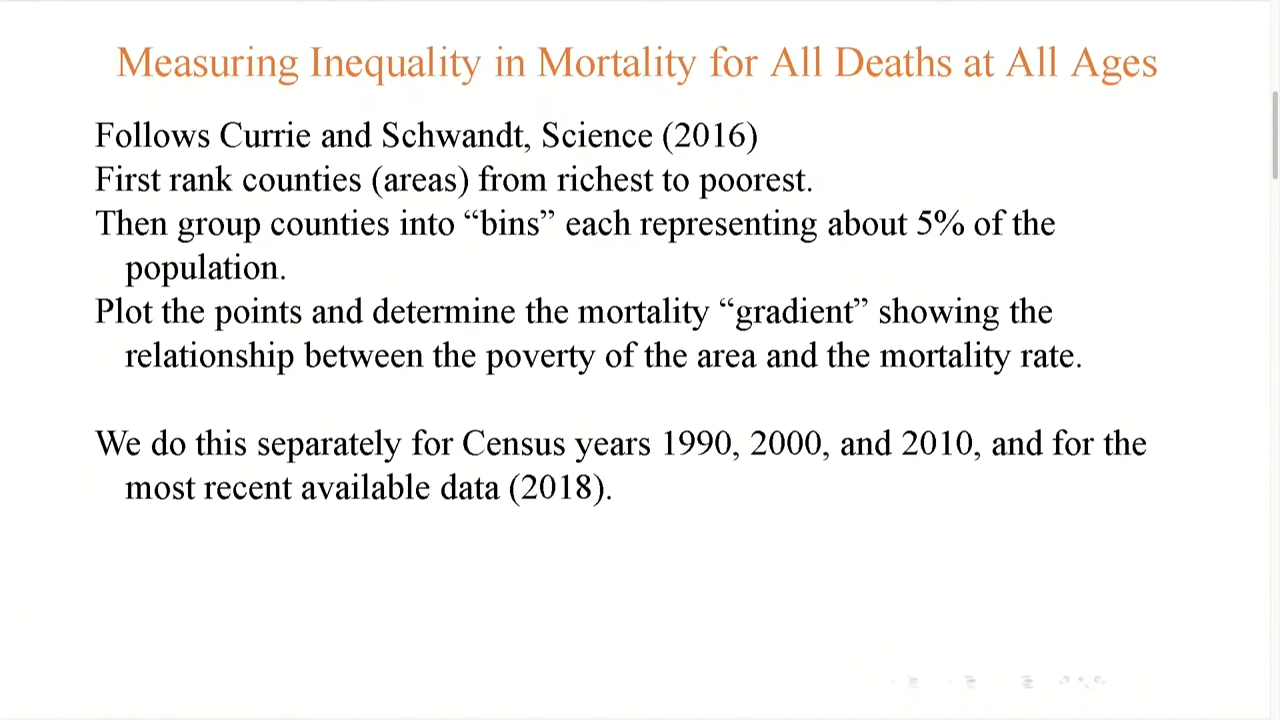 Measuring Inequality in Mortality for All Deaths at All Ages
Follows Currie and Schwandt, Science (2016)
First rank counties (areas) from richest to poorest.
Then group counties into “bins” each representing about 5% of the
population.
Plot the points and determine the mortality “gradient” showing the
relationship between the poverty of the area and the mortality rate.
We do this separately for Census years 1990, 2000, and 2010, and for the
most recent available data (2018).